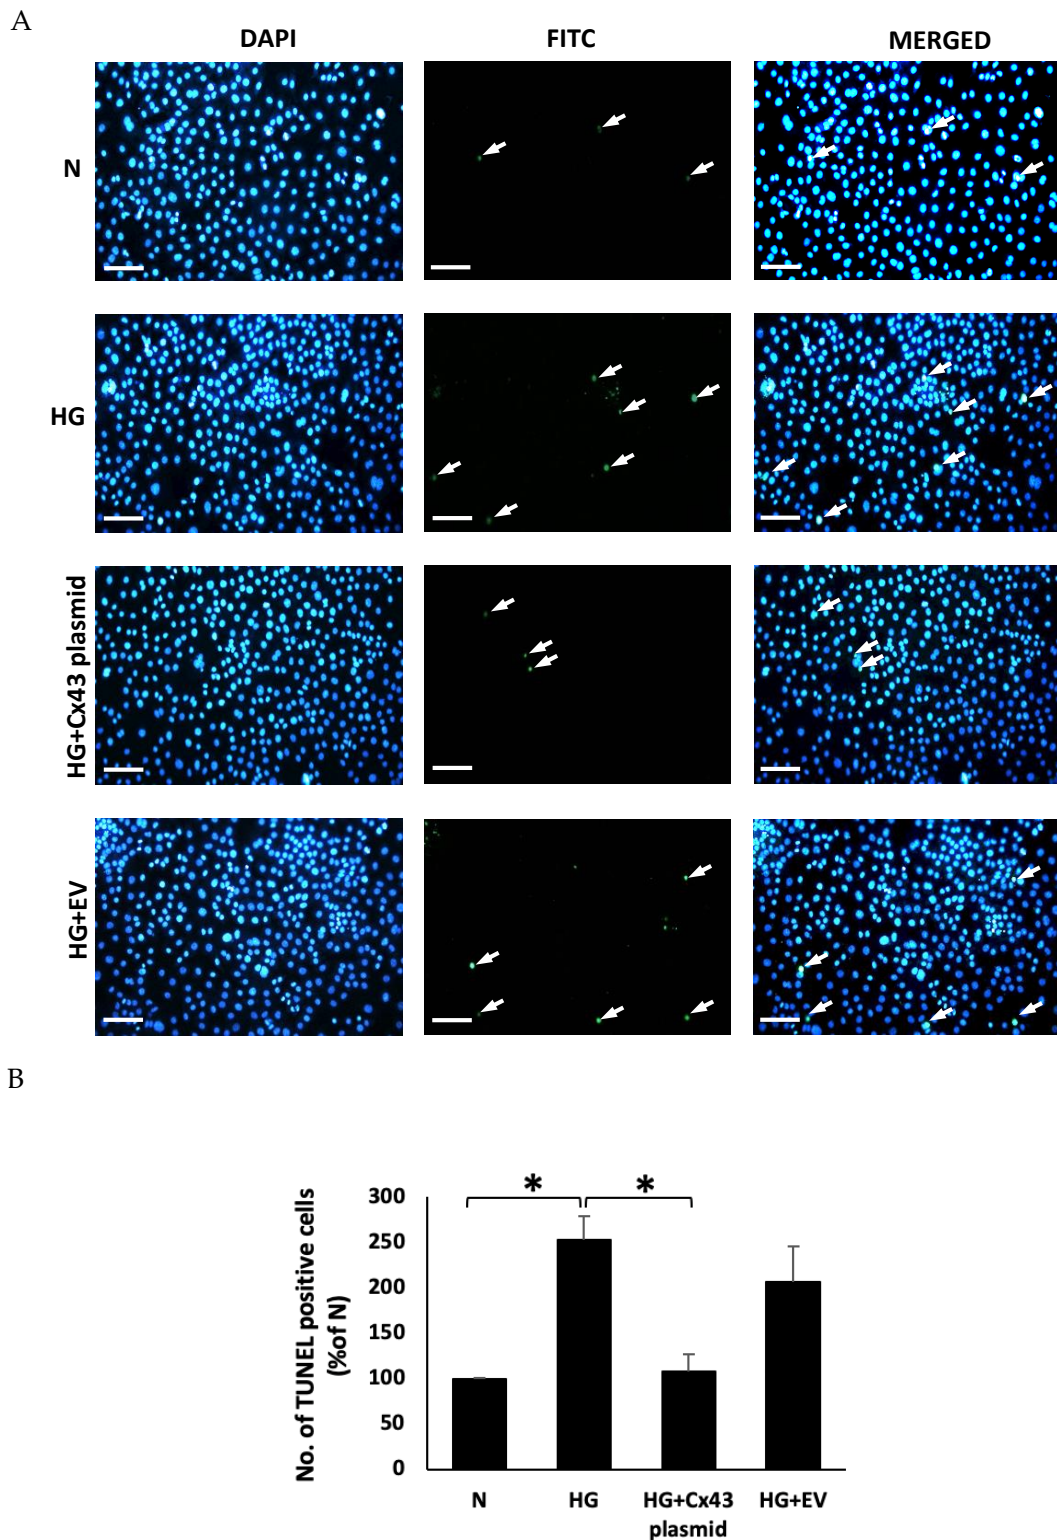 A
DAPI FITC MERGED
N
HG
HG+Cx43 plasmid
HG+EV
B
No. of TUNEL positive cells
(%of N)
300
250
200
150
100
50
0
* *
N HG HG+Cx43 HG+EV
plasmid